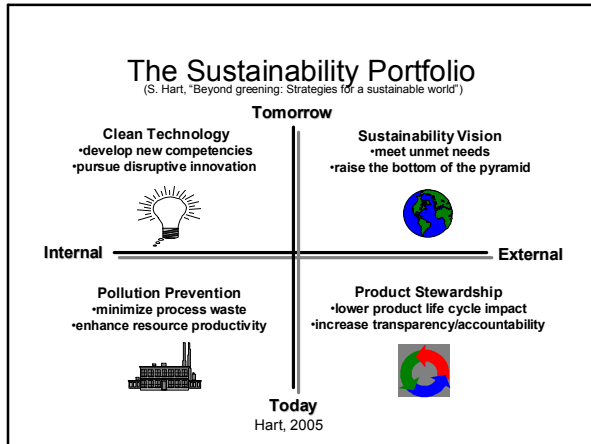 The Sustainability Portfolio
(S. Hart, "Beyond greening: Strategies for a sustainable world")
Tomorrow
Clean Technology
•develop new competencies
•pursue disruptive innovation
Sustainability Vision
•meet unmet needs
•raise the bottom of the pyramid
Internal
External
Pollution Prevention
•minimize process waste
•enhance resource productivity
Product Stewardship
•lower product life cycle impact
•increase transparency/accountability
Today
Hart, 2005